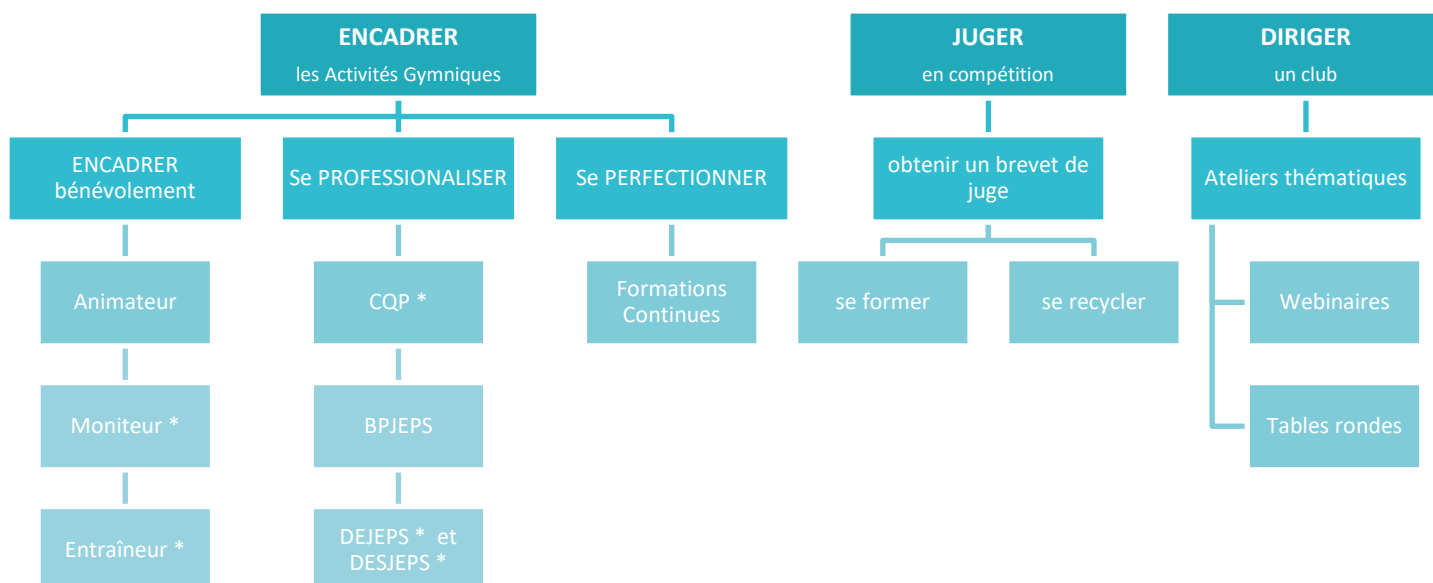 ENCADRER
les Activités Gymniques
JUGER
en compétition
DIRIGER
un club
ENCADRER
bénévolement
Se PROFESSIONALISER
Se PERFECTIONNER
obtenir un brevet de
juge
Ateliers thématiques
Animateur
CQP *
Formations
Continues
se former
se recycler
Webinaires
Moniteur *
BPJEPS
Tables rondes
Entraîneur *
DEJEPS * et
DESJEPS *